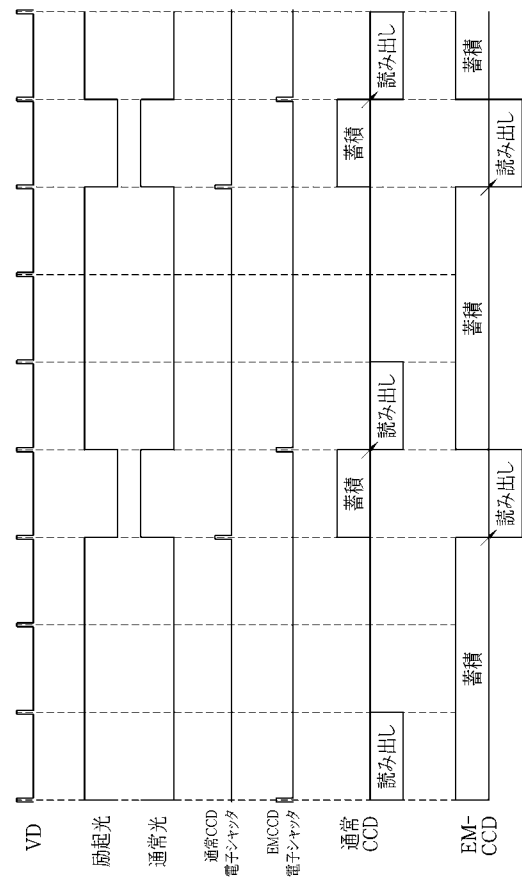 VD
励起光
通常光
通常CCD
電子シャッタ
EMCCD
電子シャッタ
通常
CCD
読み出し
蓄積
読み出し
蓄積
読み出し
EM-
CCD
蓄積
読み出し
蓄積
読み出し
蓄積